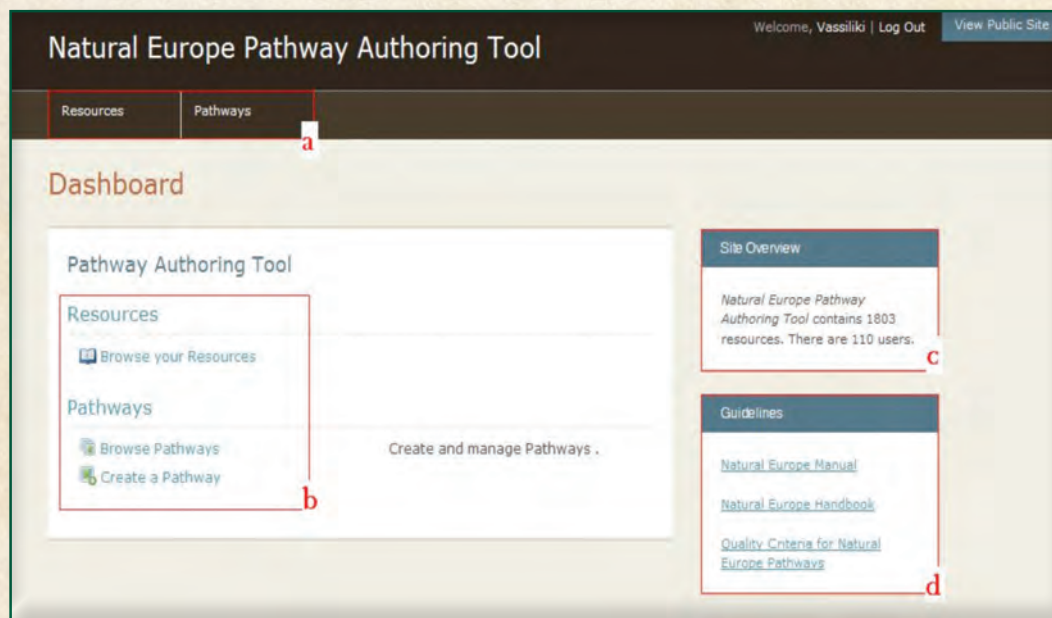 Welcome, Vassiliki | Log Out
View Public Site
Natural Europe Pathway Authoring Tool
Resources
Pathways
a
Dashboard
Pathway Authoring Tool
Resources
Browse your Resources
Pathways
Browse Pathways
Create and manage Pathways .
Create a Pathway
b
Site Overview
Natural Europe Pathway
Authoring Tool contains 1803
resources. There are 110 users.
c
Guidelines
Natural Europe Manual
Natural Europe Handbook
Quality Criteria for Natural
Europe Pathways
d